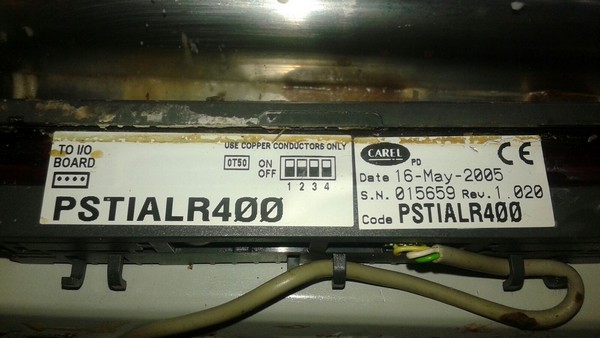 TO I/O
BOARD
USE COPPER CONDUCTORS ONLY
0T50
ON
OFF
1 2 3 4
PSTIALR400
CAREL
PD
CE
Date 16-May-2005
S.N. 015659 Rev. 1.020
Code PSTIALR400